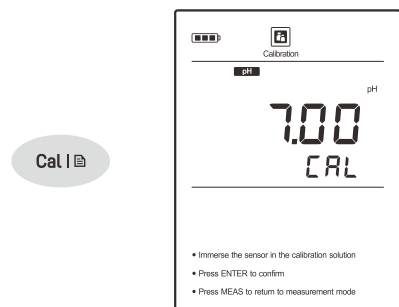 Calibration
pH
pH
7.00
Cal |
CAL
• Immerse the sensor in the calibration solution
• Press ENTER to confirm
• Press MEAS to return to measurement mode